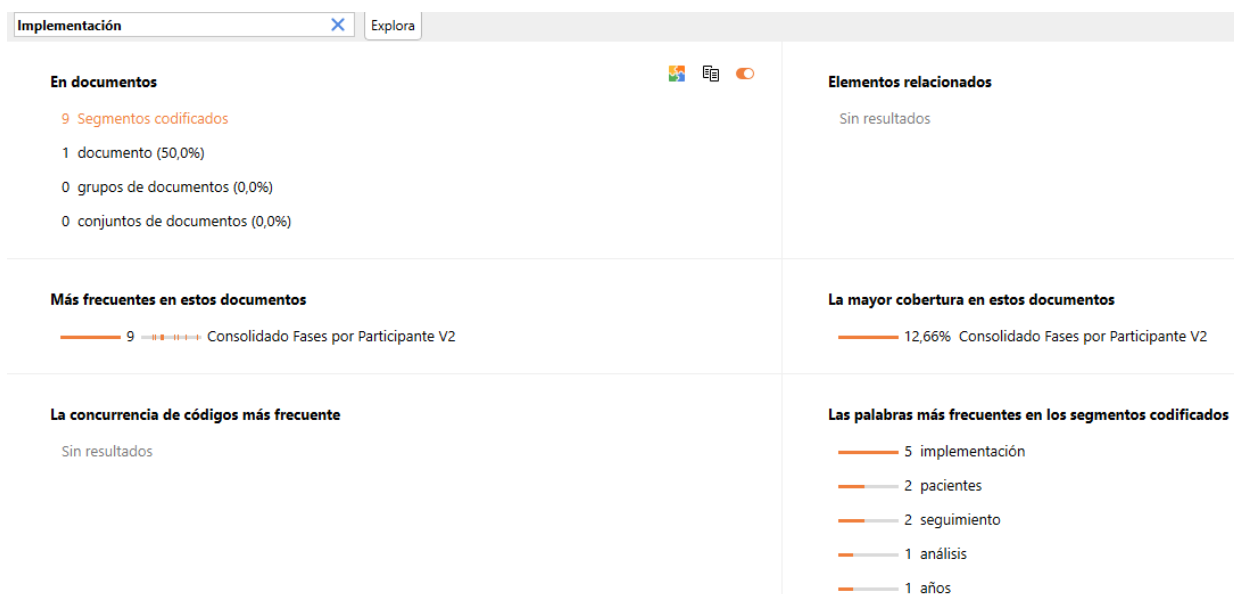 Implementación
Explora
En documentos
9 Segmentos codificados
1 documento (50,0%)
0 grupos de documentos (0,0%)
0 conjuntos de documentos (0,0%)
Elementos relacionados
Sin resultados
Más frecuentes en estos documentos
9 Consolidado Fases por Participante V2
La mayor cobertura en estos documentos
12,66% Consolidado Fases por Participante V2
La concurrencia de códigos más frecuente
Sin resultados
Las palabras más frecuentes en los segmentos codificados
5 implementación
2 pacientes
2 seguimiento
1 análisis
1 años